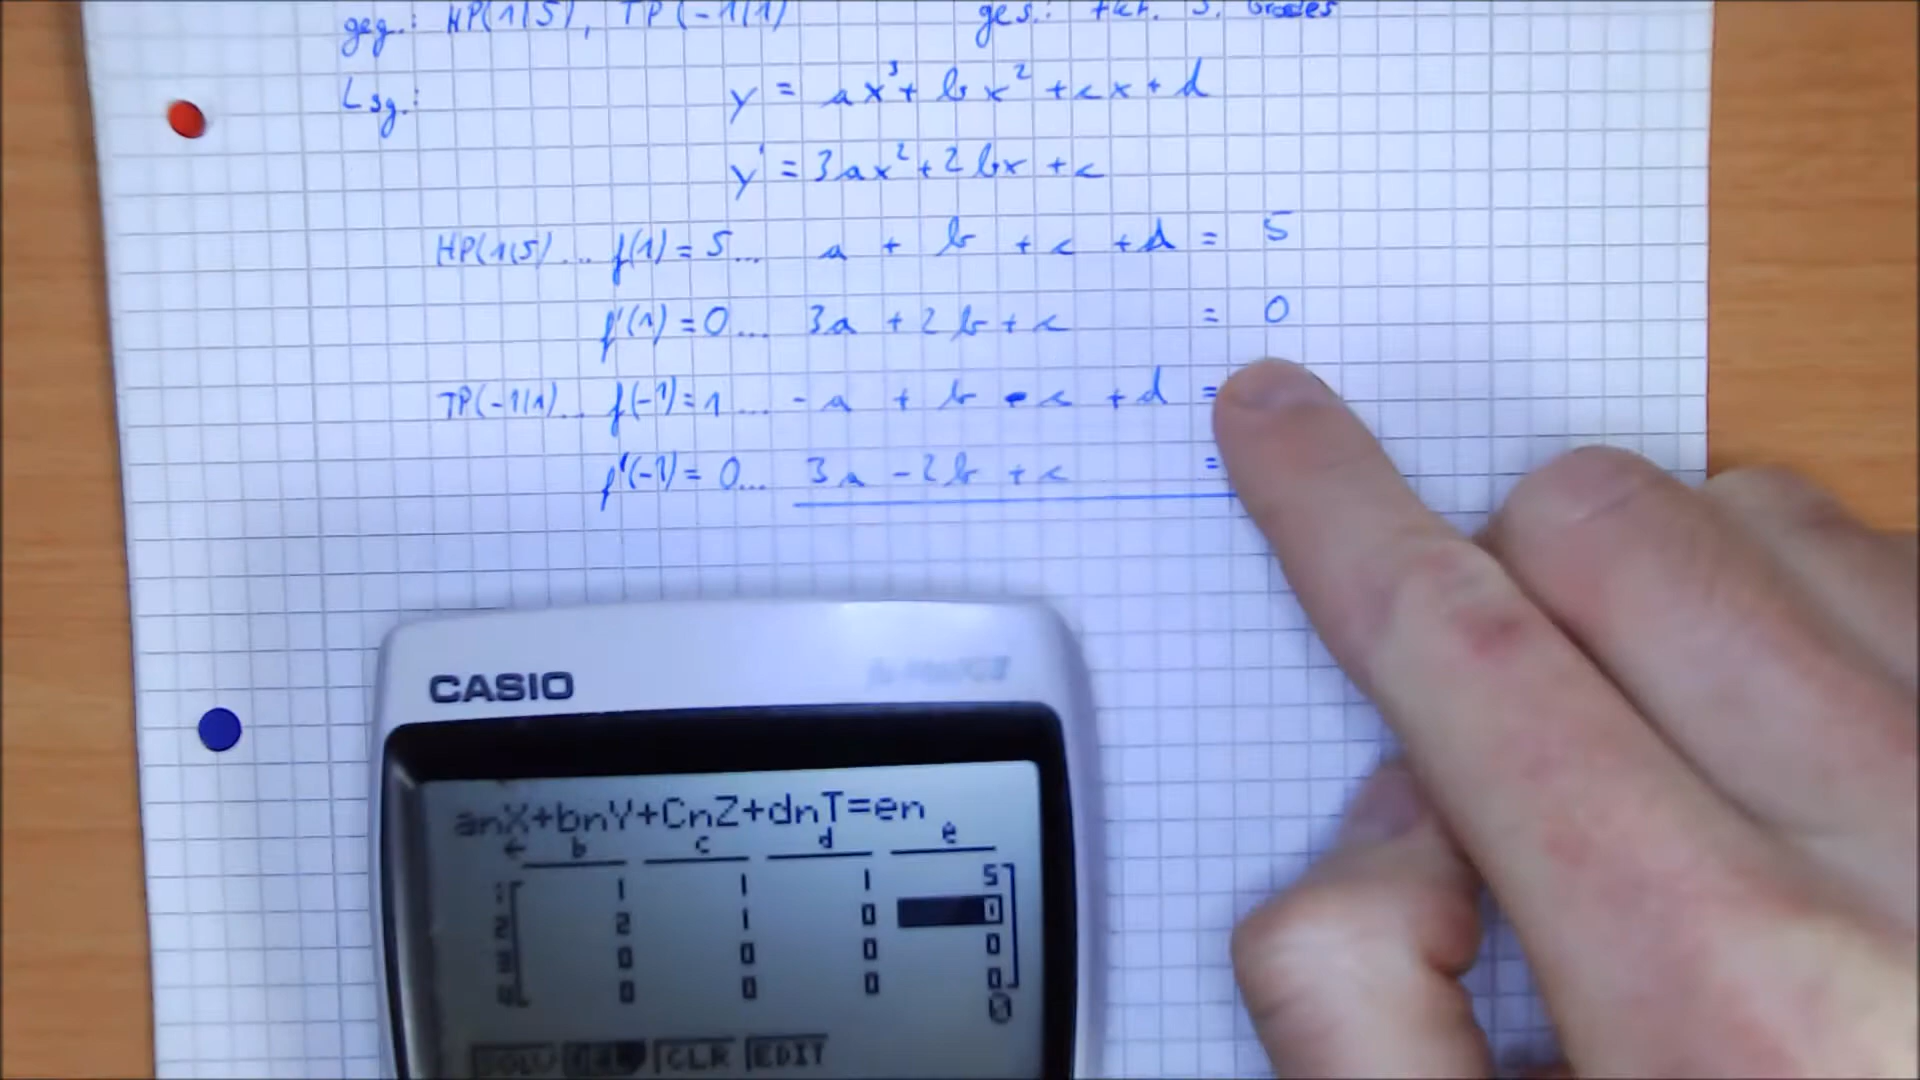 geg.: HP(1|5), TP(-1|1) ges.: Fkt. 3. Grades
Lsg.: y = ax³ + bx² + cx + d
y' = 3ax² + 2bx + c
HP(1|5)... f(1) = 5... a + b + c + d = 5
f'(1) = 0... 3a + 2b + c = 0
TP(-1|1)... f(-1) = 1... -a + b - c + d =
f'(-1) = 0... 3a - 2b + c =
CASIO
anX+bnY+CnZ+dnT=en
b c d e
1 1 1 1 5
2 2 1 0 0
3 0 0 0 0
0 0 0 0
0
CLR EDIT